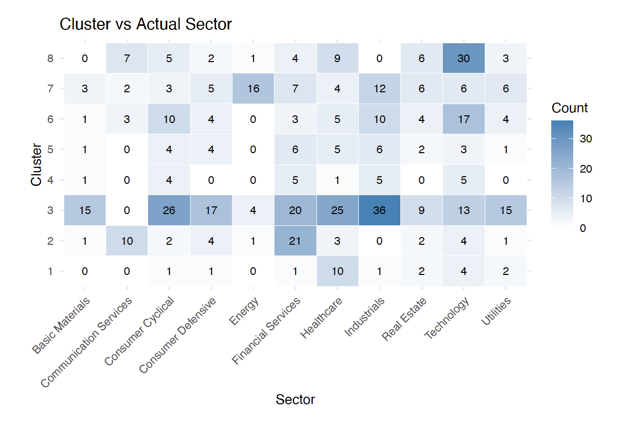 Cluster vs Actual Sector
8 0 7 5 2 1 4 9 0 6 30 3
7 3 2 3 5 16 7 4 12 6 6 6
6 1 3 10 4 0 3 5 10 4 17 4
5 1 0 4 4 0 6 5 6 2 3 1
4 1 0 4 0 0 5 1 5 0 5 0
3 15 0 26 17 4 20 25 36 9 13 15
2 1 10 2 4 1 21 3 0 2 4 1
1 0 0 1 1 0 1 10 1 2 4 2
Cluster
Basic Materials
Communication Services
Consumer Cyclical
Consumer Defensive
Energy
Financial Services
Healthcare
Industrials
Real Estate
Technology
Utilities
Sector
Count
30
20
10
0